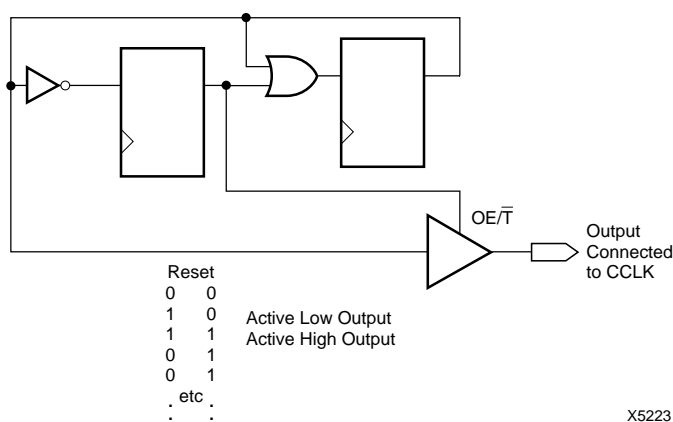 OE/T̅
Output
Connected
to CCLK
Reset
0 0
1 0
Active Low Output
1 1
Active High Output
0 1
0 1
. etc .
. .
X5223